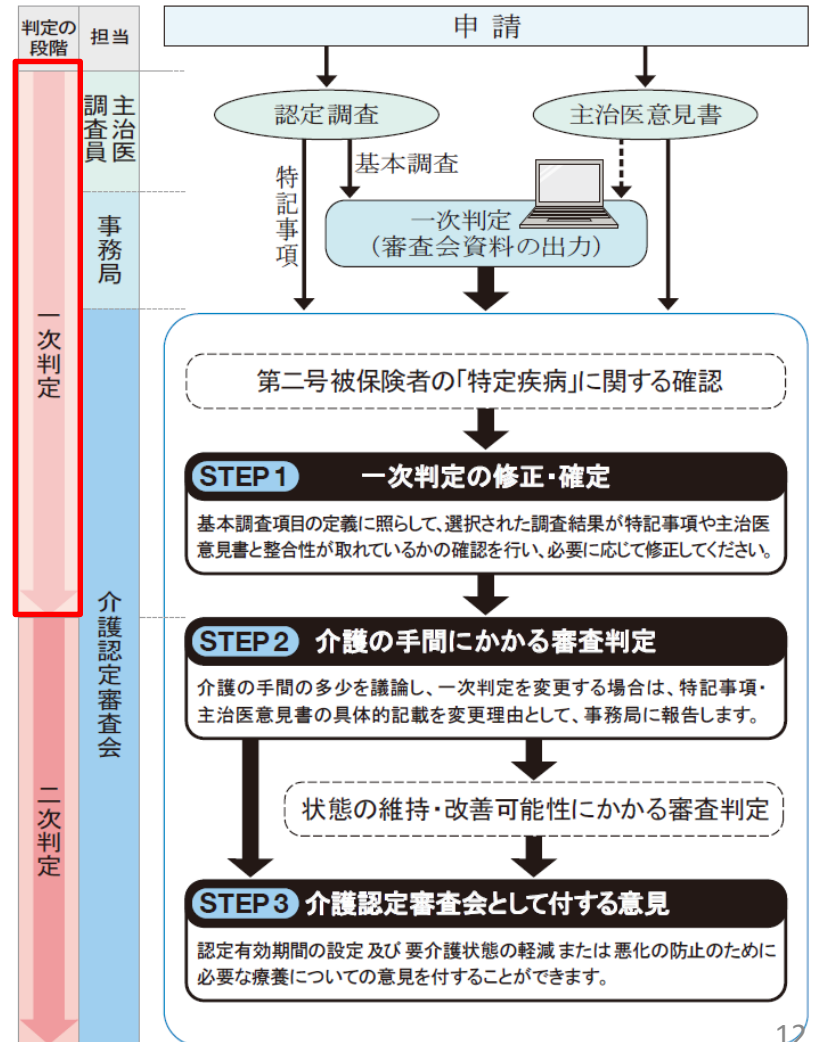 判定の
段階
担当
申請
主治医
調査員
事務局
介護認定審査会
一次判定
二次判定
認定調査
主治医意見書
特記事項
基本調査
一次判定
(審査会資料の出力)
第二号被保険者の「特定疾病」に関する確認
STEP1 一次判定の修正・確定
基本調査項目の定義に照らして、選択された調査結果が特記事項や主治医
意見書と整合性が取れているかの確認を行い、必要に応じて修正してください。
STEP2 介護の手間にかかる審査判定
介護の手間の多少を議論し、一次判定を変更する場合は、特記事項・
主治医意見書の具体的記載を変更理由として、事務局に報告します。
状態の維持・改善可能性にかかる審査判定
STEP3 介護認定審査会として付する意見
認定有効期間の設定及び要介護状態の軽減または悪化の防止のために
必要な療養についての意見を付することができます。
12